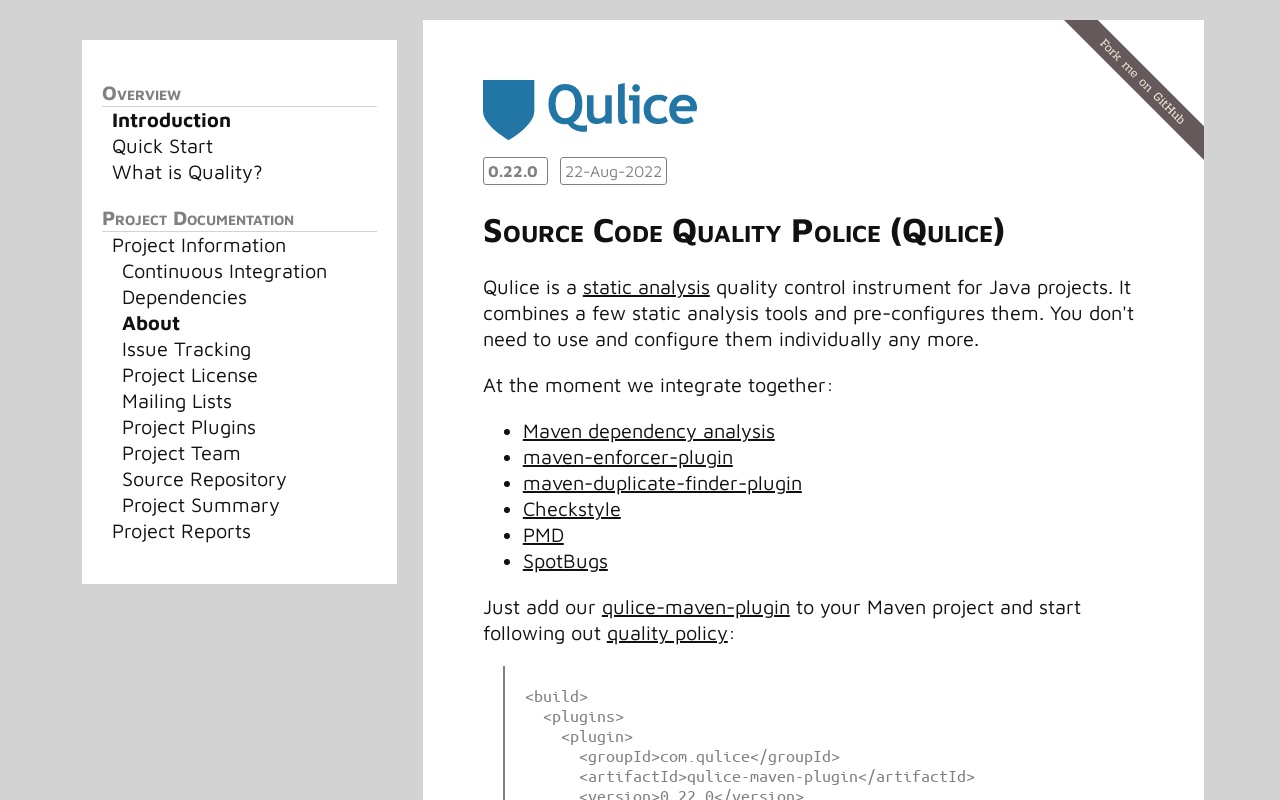 Overview
Introduction
Quick Start
What is Quality?
Project Documentation
Project Information
Continuous Integration
Dependencies
About
Issue Tracking
Project License
Mailing Lists
Project Plugins
Project Team
Source Repository
Project Summary
Project Reports
Fork me on GitHub
Qulice
0.22.0
22-Aug-2022
Source Code Quality Police (Qulice)
Qulice is a static analysis quality control instrument for Java projects. It
combines a few static analysis tools and pre-configures them. You don't
need to use and configure them individually any more.
At the moment we integrate together:
Maven dependency analysis
maven-enforcer-plugin
maven-duplicate-finder-plugin
Checkstyle
PMD
SpotBugs
Just add our qulice-maven-plugin to your Maven project and start
following out quality policy:
<build>
<plugins>
<plugin>
<groupId>com.qulice</groupId>
<artifactId>qulice-maven-plugin</artifactId>
<version>0.22.0</version>